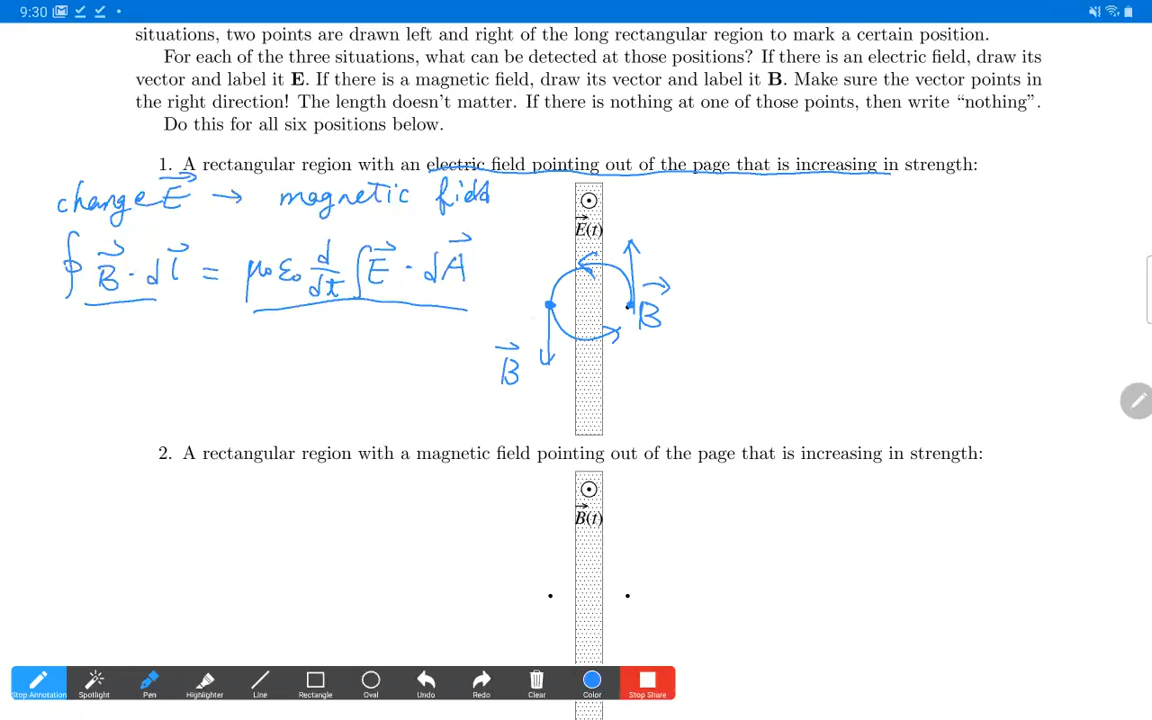 9:30
situations, two points are drawn left and right of the long rectangular region to mark a certain position.
For each of the three situations, what can be detected at those positions? If there is an electric field, draw its
vector and label it E. If there is a magnetic field, draw its vector and label it B. Make sure the vector points in
the right direction! The length doesn't matter. If there is nothing at one of those points, then write “nothing”.
Do this for all six positions below.
1. A rectangular region with an electric field pointing out of the page that is increasing in strength:
change E⃗ → magnetic field
E⃗(t)
∮ B⃗ · dl⃗ = μ₀ε₀ d/dt ∫ E⃗ · dA⃗
B⃗
B⃗
2. A rectangular region with a magnetic field pointing out of the page that is increasing in strength:
B⃗(t)
Stop Annotation Spotlight Pen Highlighter Line Rectangle Oval Undo Redo Clear Color Stop Share